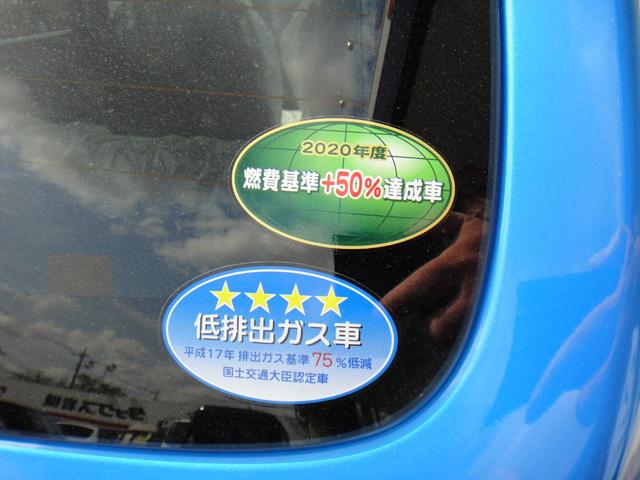 2020年度
燃費基準+50%達成車
低排出ガス車
平成17年 排出ガス基準 75%低減
国土交通大臣認定車